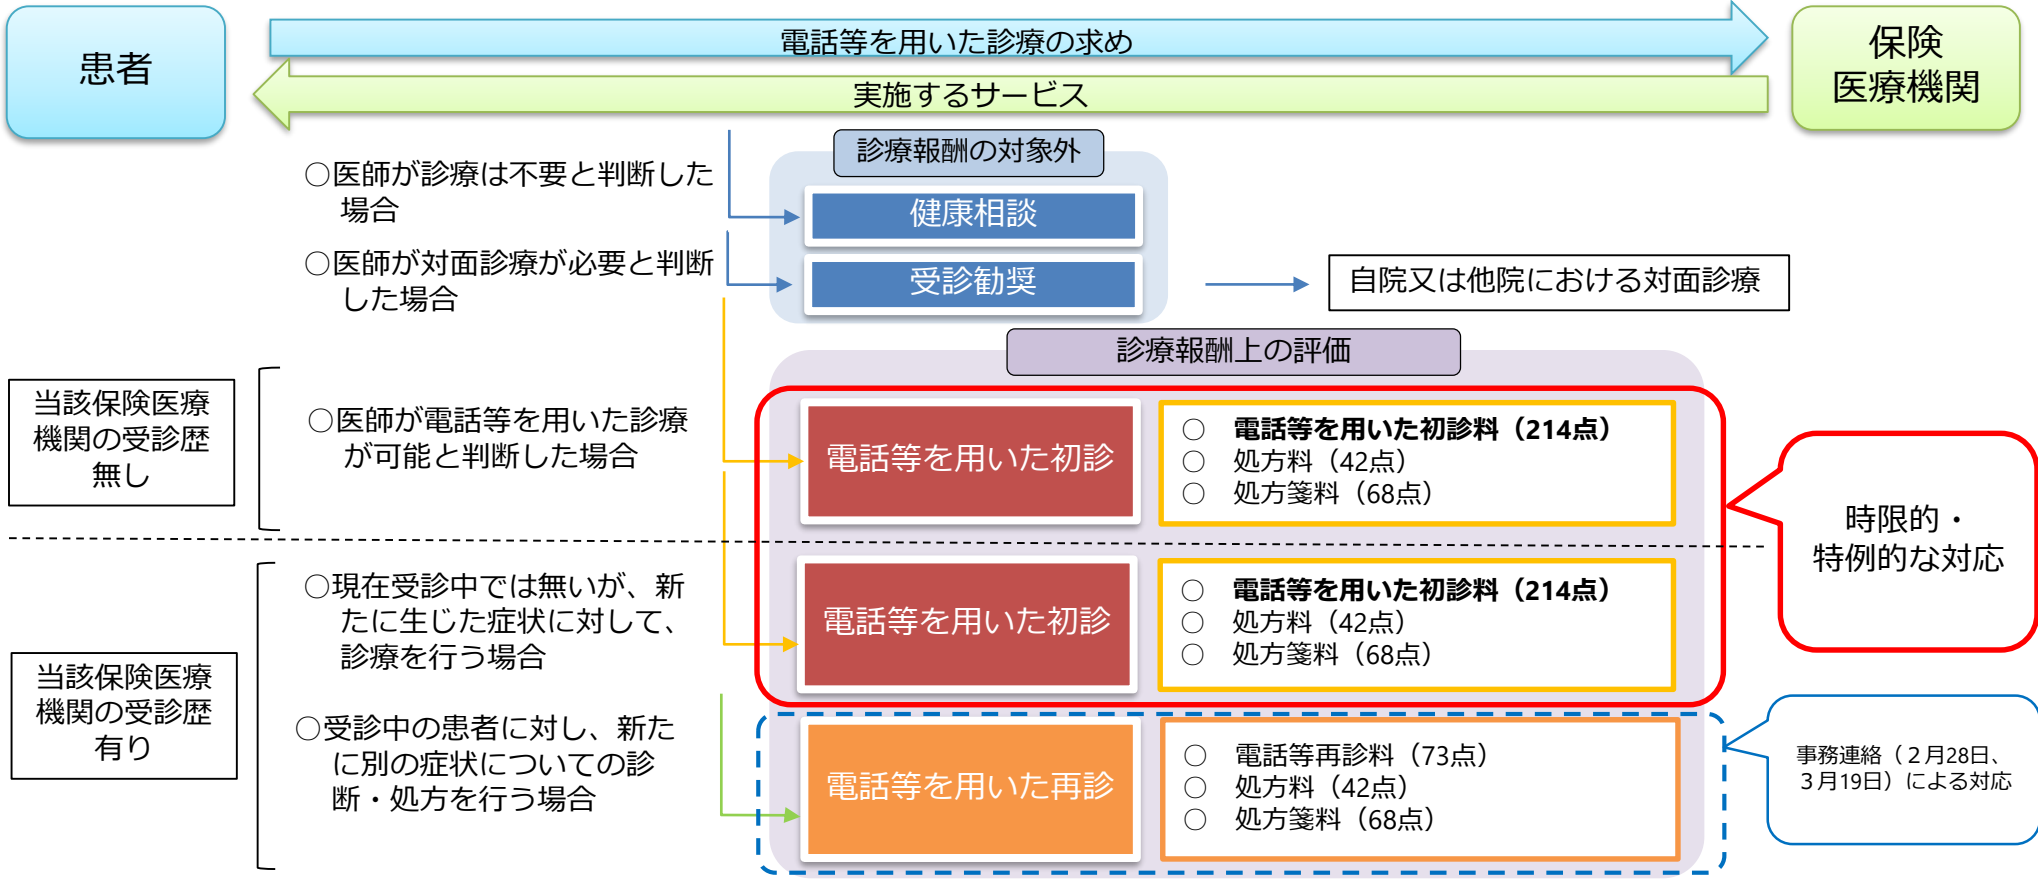 患者
電話等を用いた診療の求め
実施するサービス
保険
医療機関
診療報酬の対象外
○医師が診療は不要と判断した
場合
健康相談
○医師が対面診療が必要と判断
した場合
受診勧奨
自院又は他院における対面診療
診療報酬上の評価
当該保険医療
機関の受診歴
無し
○医師が電話等を用いた診療
が可能と判断した場合
電話等を用いた初診
○ 電話等を用いた初診料（214点）
○ 処方料（42点）
○ 処方箋料（68点）
時限的・
特例的な対応
当該保険医療
機関の受診歴
有り
○現在受診中では無いが、新
たに生じた症状に対して、
診療を行う場合
電話等を用いた初診
○ 電話等を用いた初診料（214点）
○ 処方料（42点）
○ 処方箋料（68点）
○受診中の患者に対し、新た
に別の症状についての診
断・処方を行う場合
電話等を用いた再診
○ 電話等再診料（73点）
○ 処方料（42点）
○ 処方箋料（68点）
事務連絡（２月28日、
３月19日）による対応